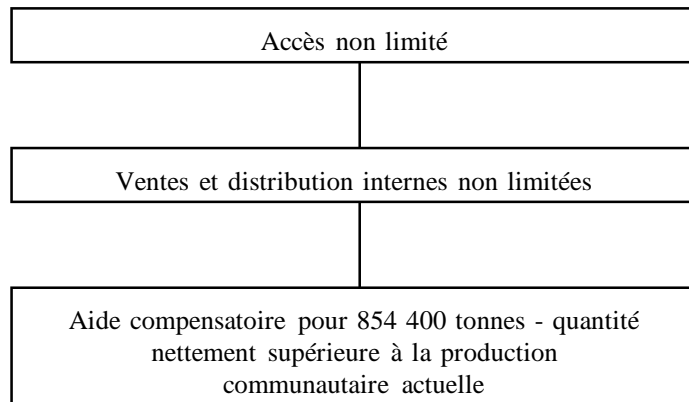 Accès non limité
Ventes et distribution internes non limitées
Aide compensatoire pour 854 400 tonnes - quantité
nettement supérieure à la production
communautaire actuelle